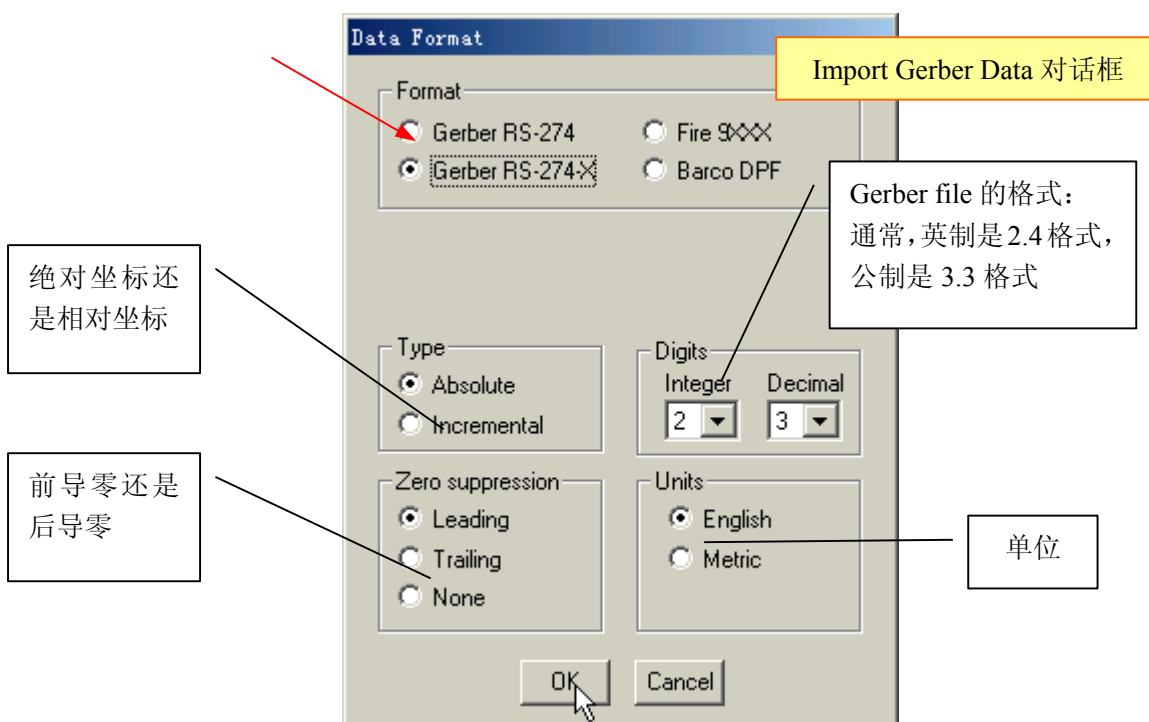 Data Format
Import Gerber Data 对话框
Format
Gerber RS-274
Fire 9XXX
Gerber RS-274-X
Barco DPF
Gerber file 的格式：
通常，英制是2.4格式，
公制是 3.3 格式
绝对坐标还
是相对坐标
Type
Absolute
Incremental
Digits
Integer Decimal
2 3
前导零还是
后导零
Zero suppression
Leading
Trailing
None
Units
English
Metric
单位
OK Cancel